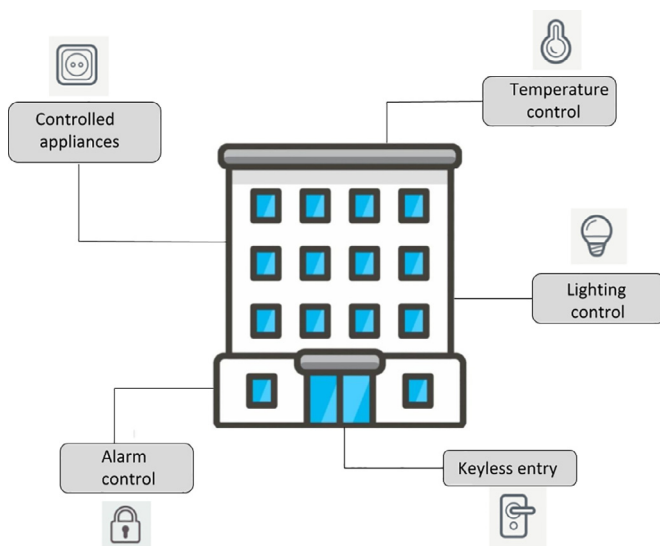 Temperature
control
Controlled
appliances
Lighting
control
Alarm
control
Keyless entry